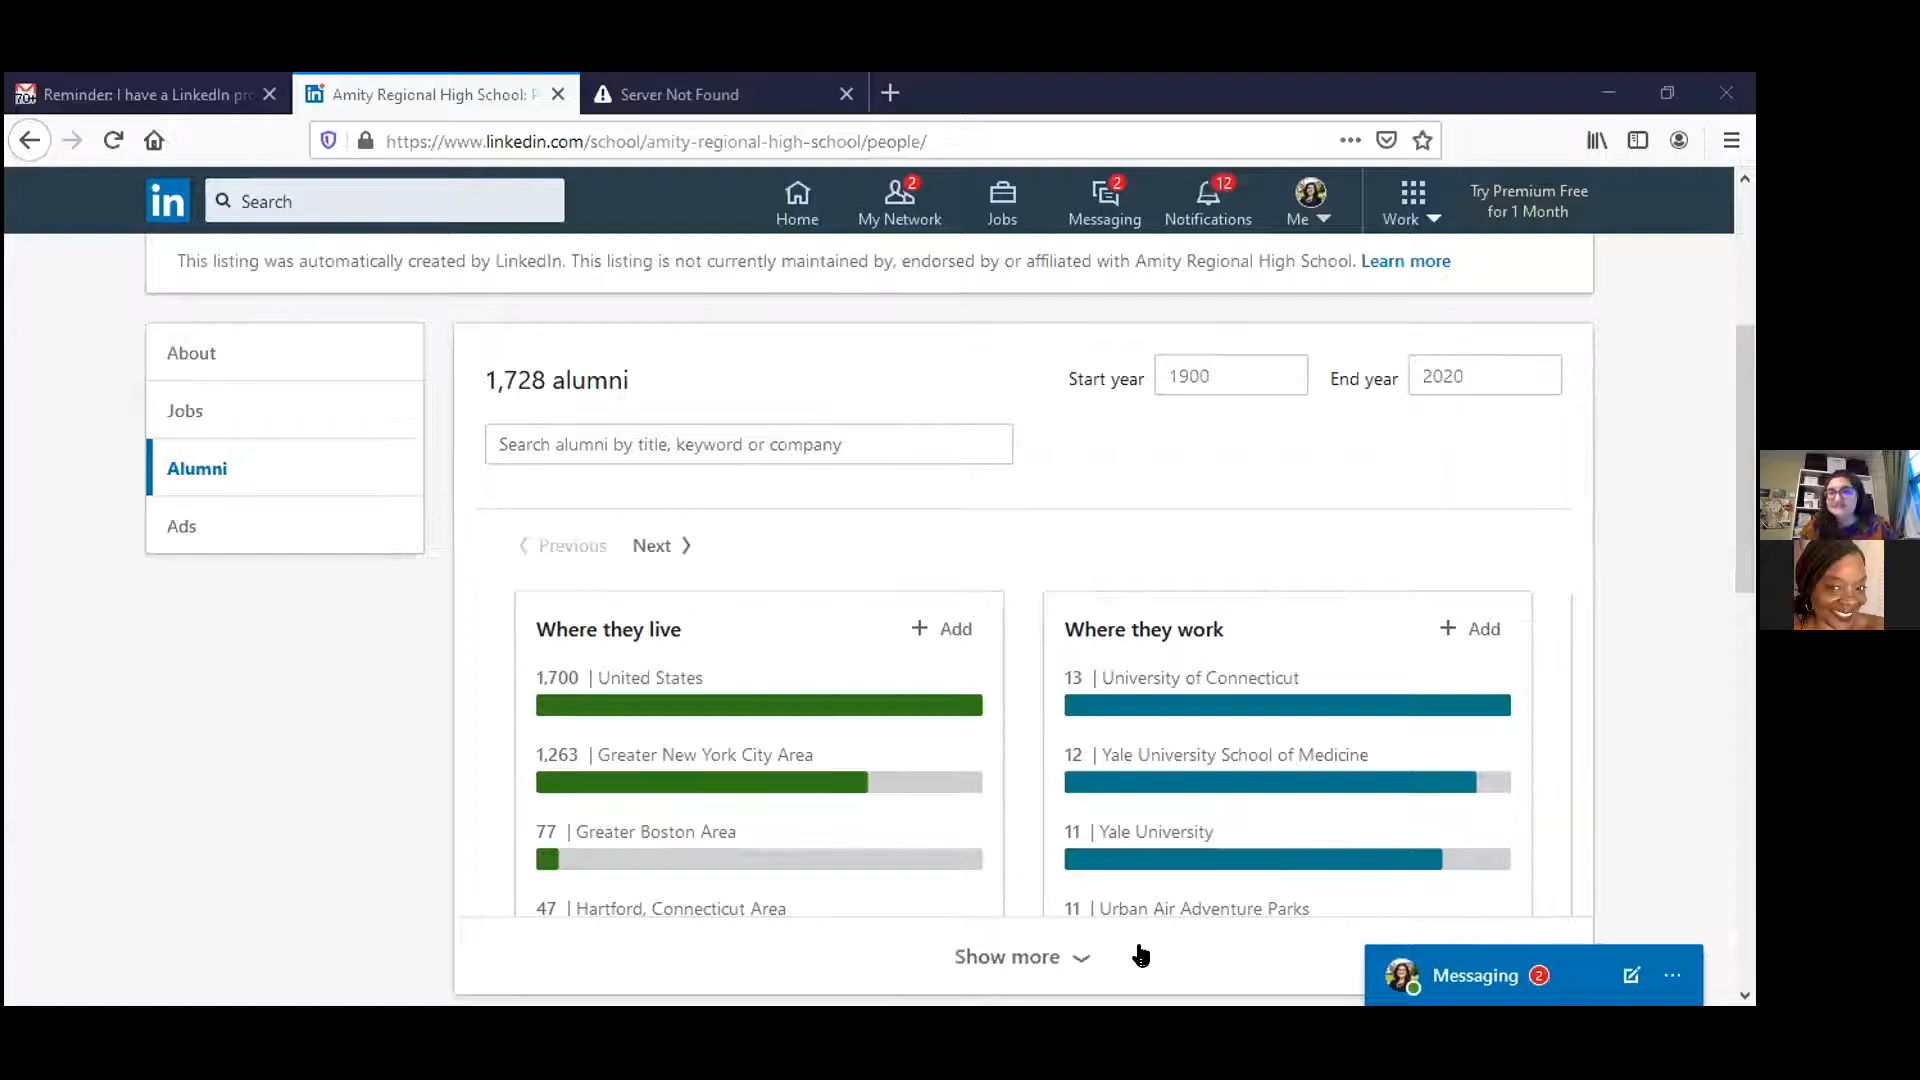 Reminder: I have a LinkedIn pro
Amity Regional High School: P
Server Not Found
https://www.linkedin.com/school/amity-regional-high-school/people/
in
Search
Home
2
My Network
Jobs
2
Messaging
12
Notifications
Me
Work
Try Premium Free
for 1 Month
This listing was automatically created by LinkedIn. This listing is not currently maintained by, endorsed by or affiliated with Amity Regional High School. Learn more
About
Jobs
Alumni
Ads
1,728 alumni
Start year
1900
End year
2020
Search alumni by title, keyword or company
Previous
Next
Where they live
+ Add
1,700 | United States
1,263 | Greater New York City Area
77 | Greater Boston Area
47 | Hartford, Connecticut Area
Where they work
+ Add
13 | University of Connecticut
12 | Yale University School of Medicine
11 | Yale University
11 | Urban Air Adventure Parks
Show more
Messaging 2